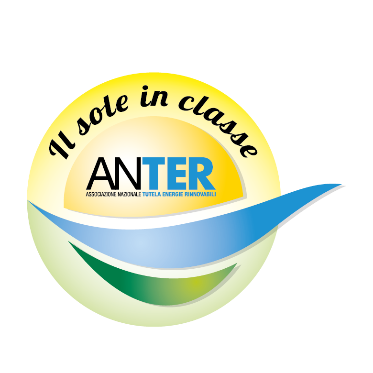 Il sole in classe
ANTER
ASSOCIAZIONE NAZIONALE TUTELA ENERGIE RINNOVABILI